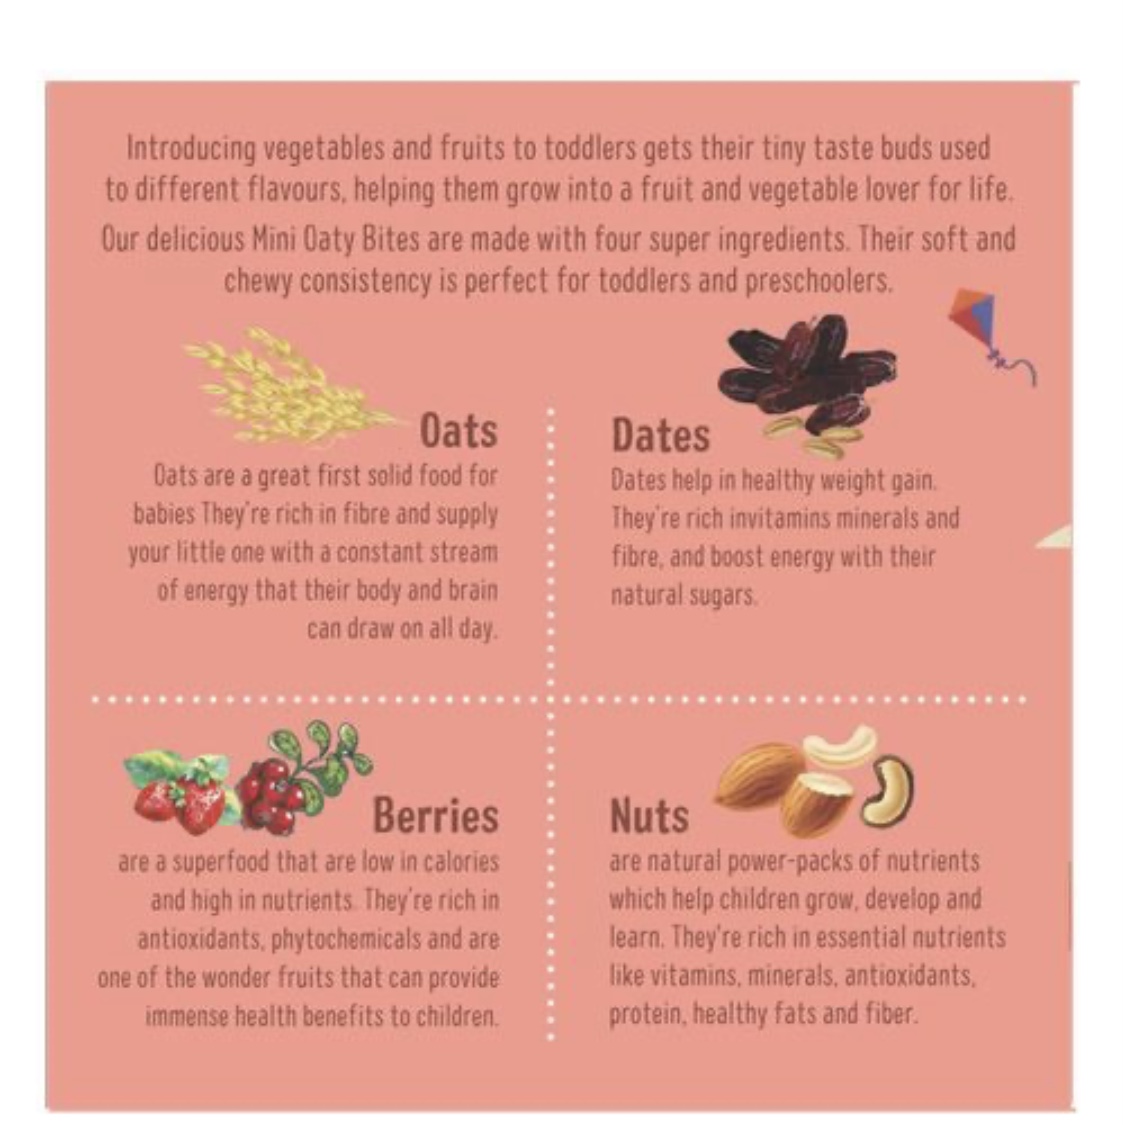 Introducing vegetables and fruits to toddlers gets their tiny taste buds used
to different flavours, helping them grow into a fruit and vegetable lover for life.
Our delicious Mini Oaty Bites are made with four super ingredients. Their soft and
chewy consistency is perfect for toddlers and preschoolers.
Oats
Oats are a great first solid food for
babies They're rich in fibre and supply
your little one with a constant stream
of energy that their body and brain
can draw on all day.
Dates
Dates help in healthy weight gain.
They're rich invitamins minerals and
fibre, and boost energy with their
natural sugars.
Berries
are a superfood that are low in calories
and high in nutrients. They're rich in
antioxidants, phytochemicals and are
one of the wonder fruits that can provide
immense health benefits to children.
Nuts
are natural power-packs of nutrients
which help children grow, develop and
learn. They're rich in essential nutrients
like vitamins, minerals, antioxidants,
protein, healthy fats and fiber.